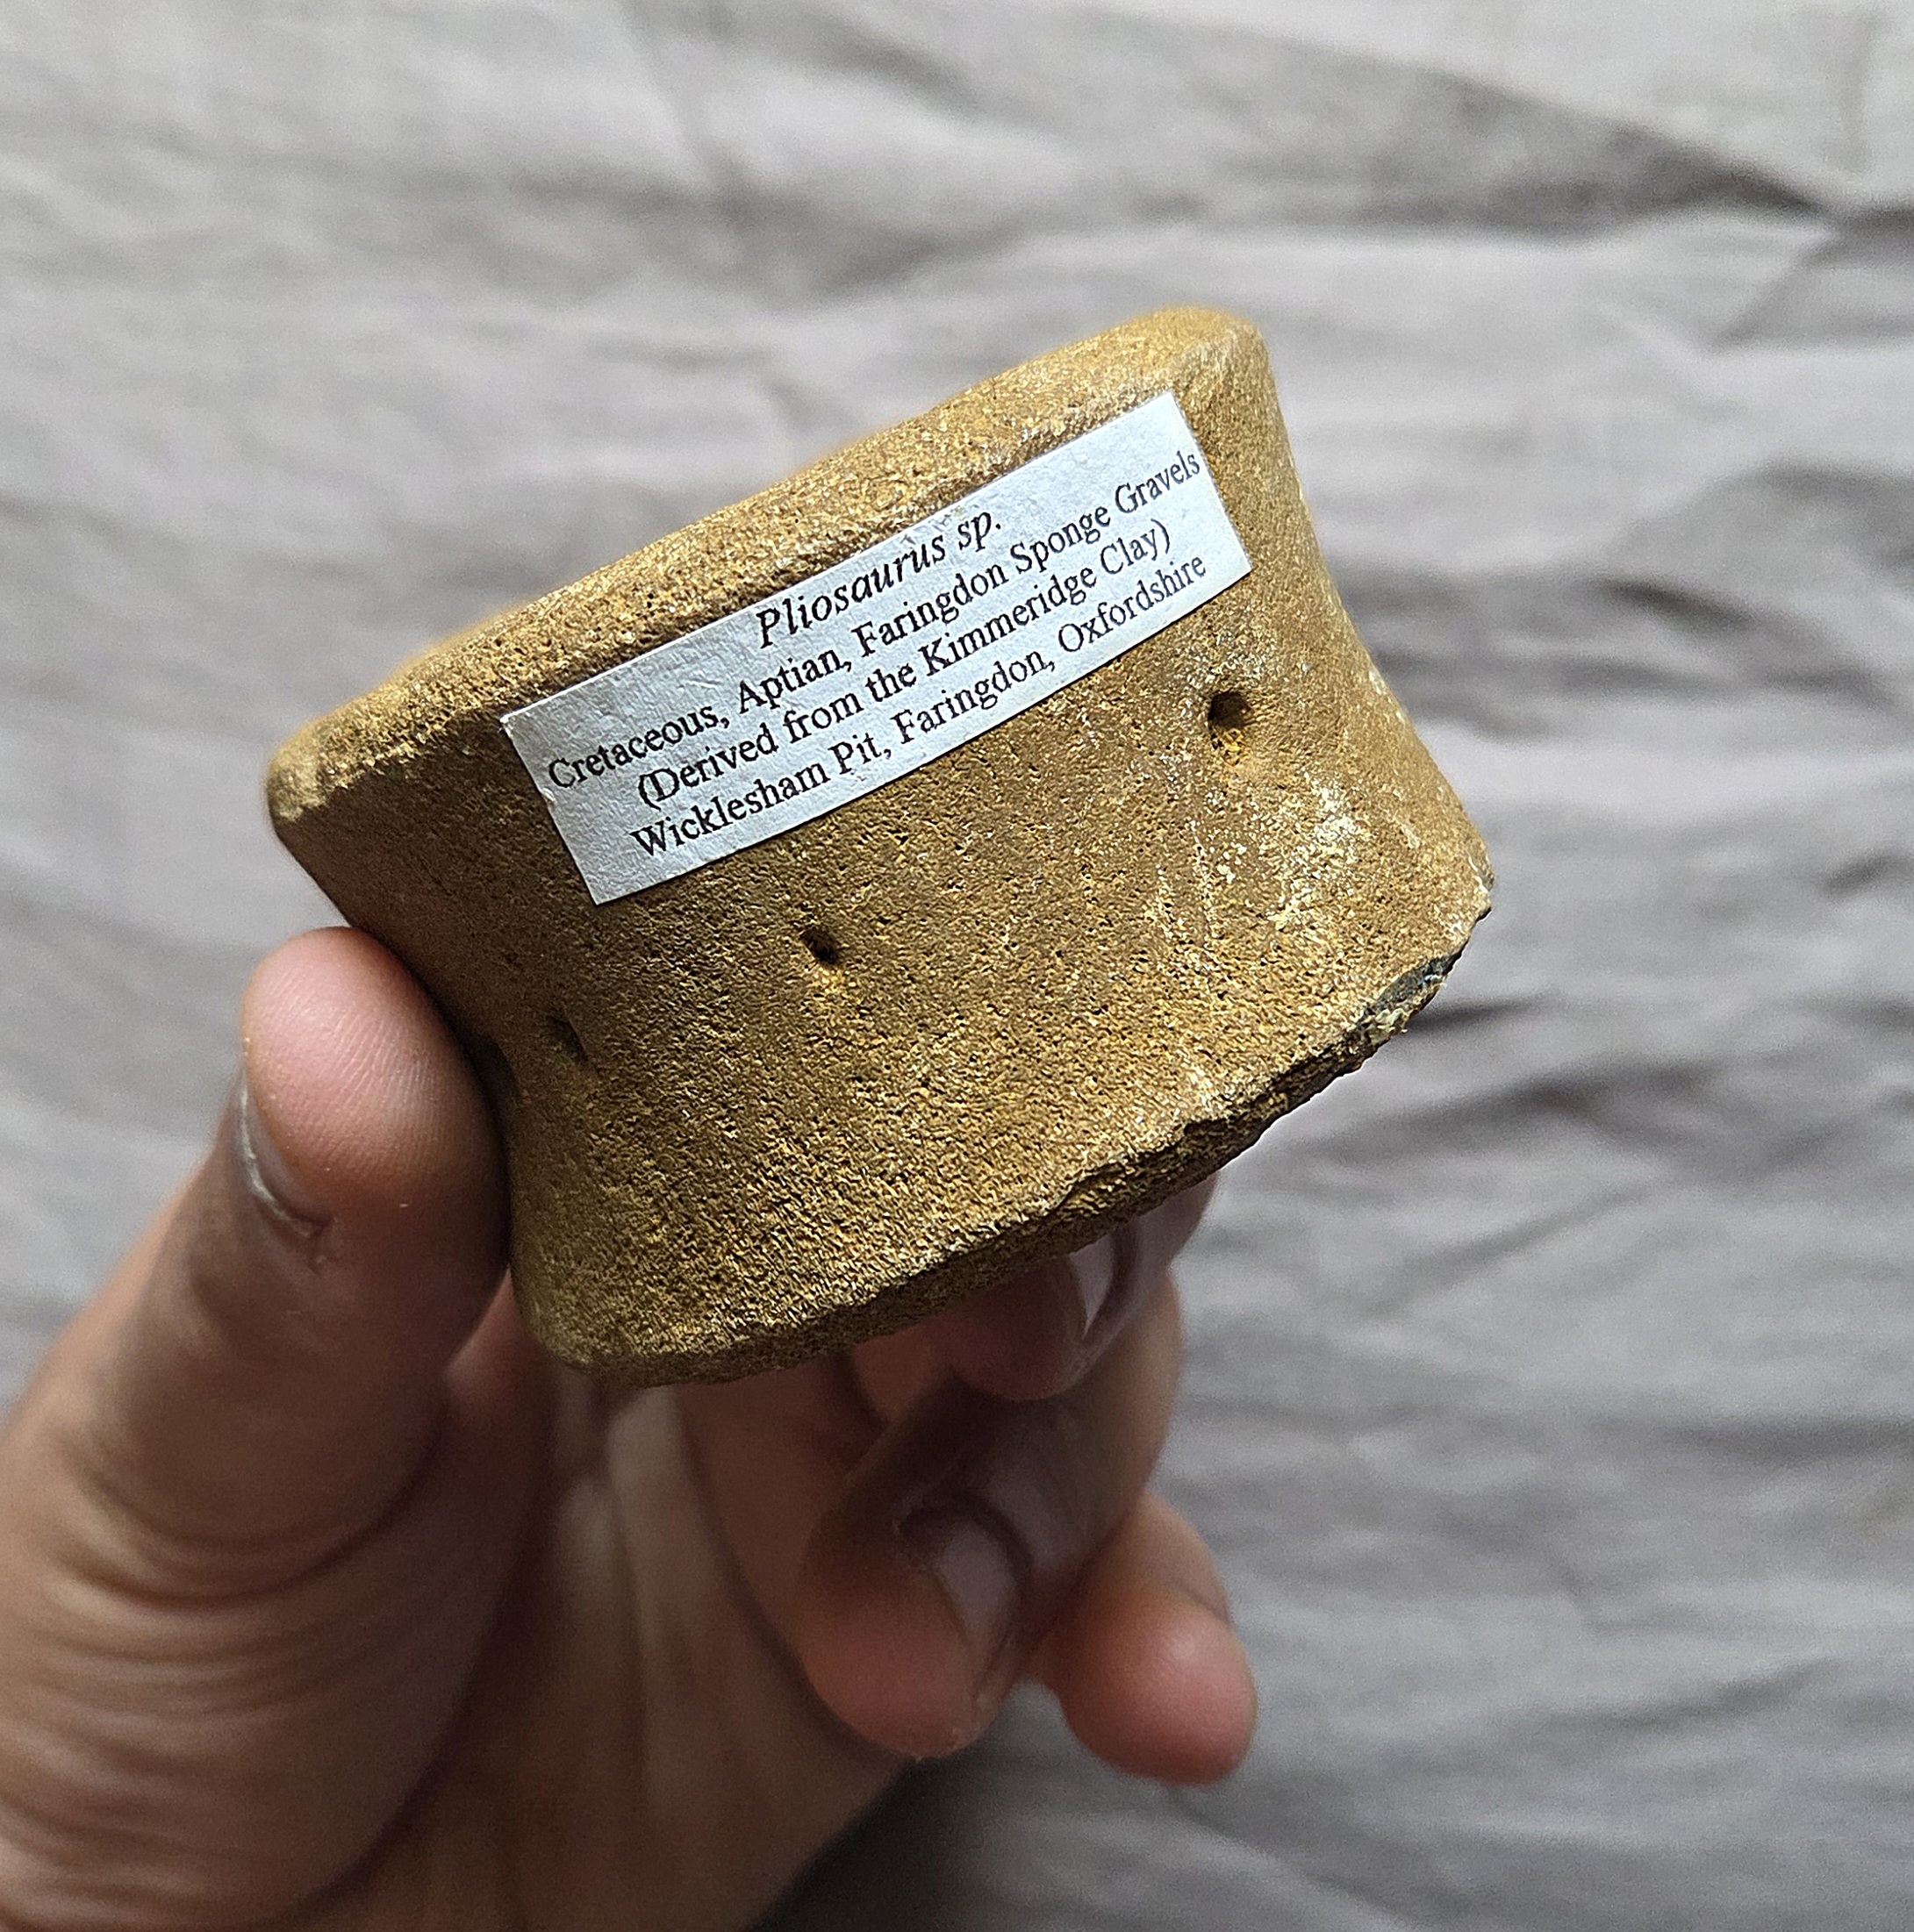 Pliosaurus sp.
Cretaceous, Aptian, Faringdon Sponge Gravels
(Derived from the Kimmeridge Clay)
Wicklesham Pit, Faringdon, Oxfordshire